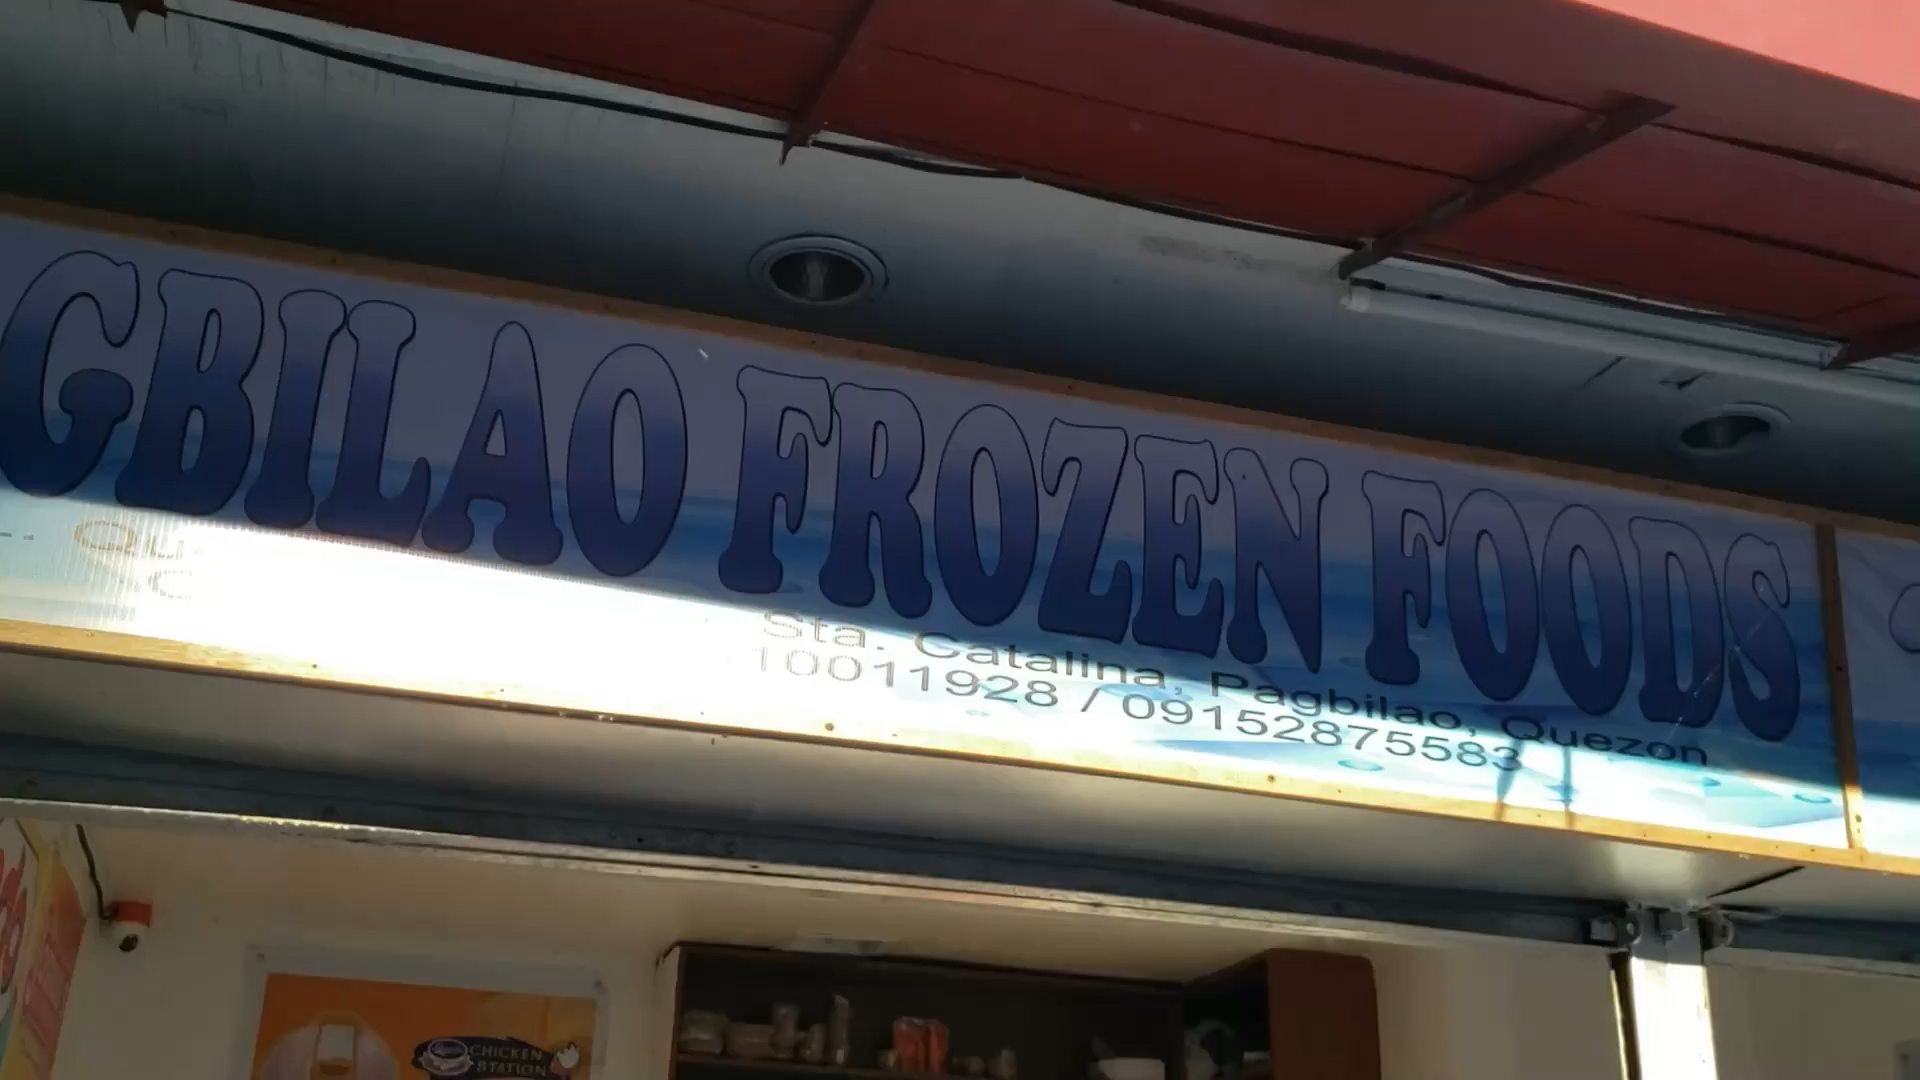 GBILAO FROZEN FOODS
Sta. Catalina, Pagbilao, Quezon
10011928 / 09152875583
CHICKEN
STATION